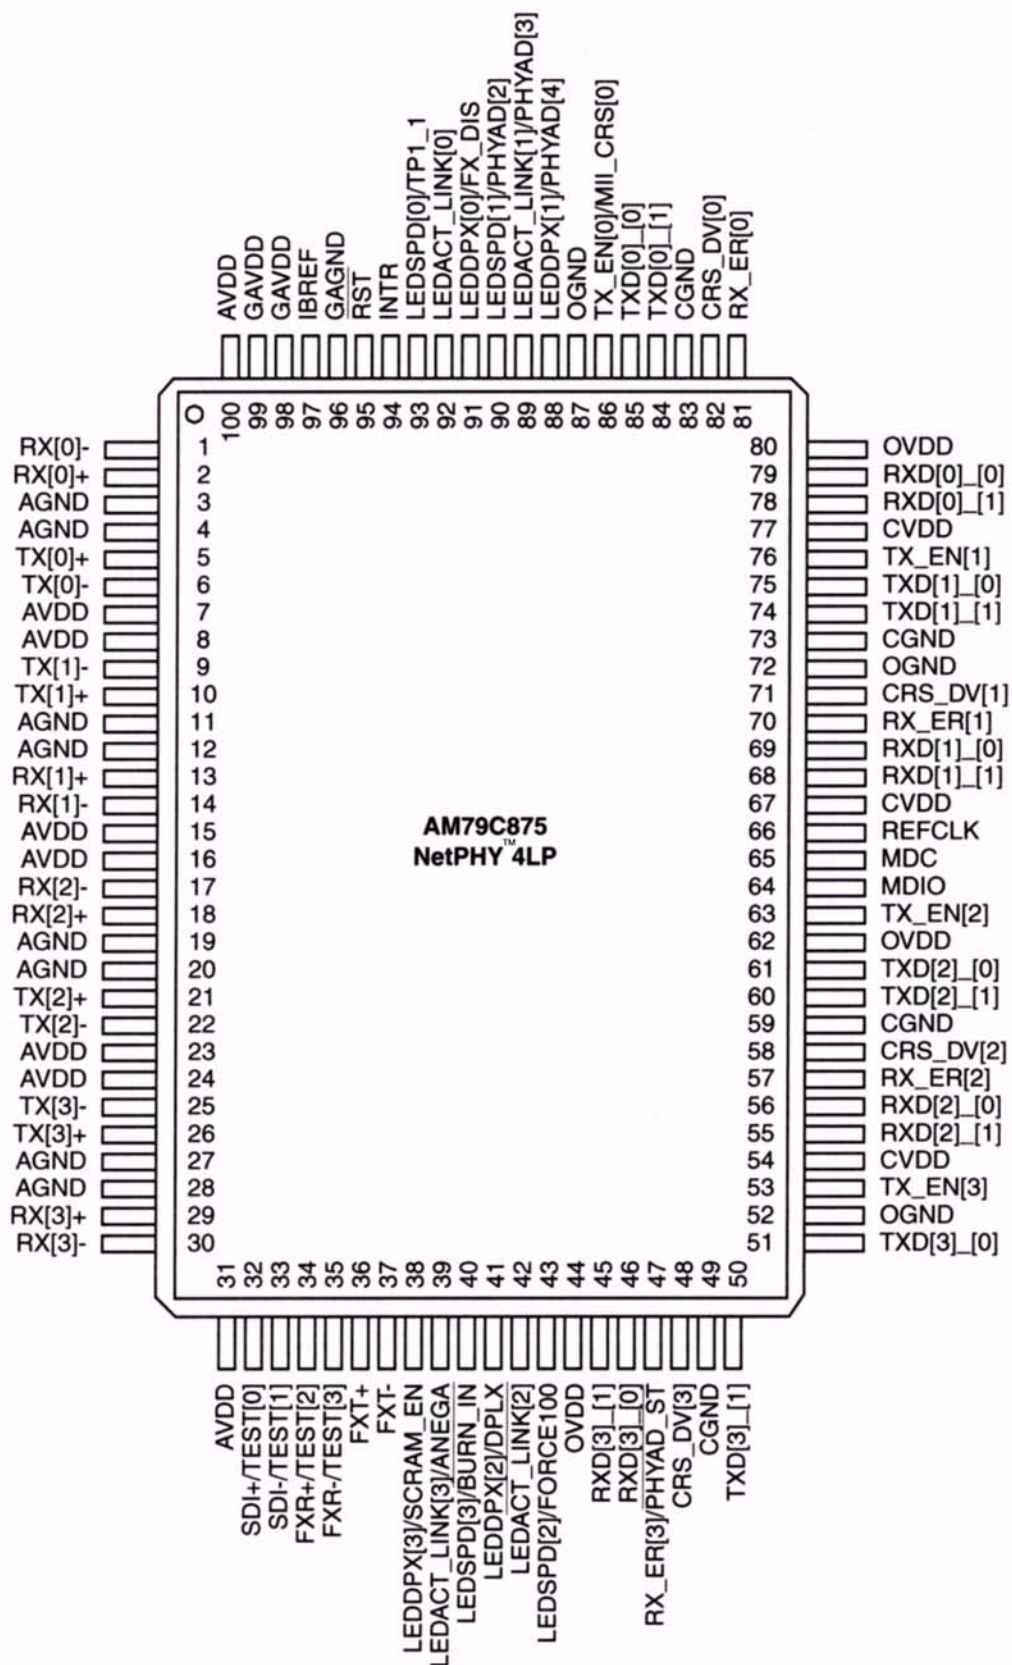 AVDD
GAVDD
GAVDD
IBREF
GAGND
RST
INTR
LEDSPD[0]/TP1_1
LEDACT_LINK[0]
LEDDPX[0]/FX_DIS
LEDSPD[1]/PHYAD[2]
LEDACT_LINK[1]/PHYAD[3]
LEDDPX[1]/PHYAD[4]
OGND
TX_EN[0]/MII_CRS[0]
TXD[0]_[0]
TXD[0]_[1]
CGND
CRS_DV[0]
RX_ER[0]
100
99
98
97
96
95
94
93
92
91
90
89
88
87
86
85
84
83
82
81
RX[0]- 1
RX[0]+ 2
AGND 3
AGND 4
TX[0]+ 5
TX[0]- 6
AVDD 7
AVDD 8
TX[1]- 9
TX[1]+ 10
AGND 11
AGND 12
RX[1]+ 13
RX[1]- 14
AVDD 15
AVDD 16
RX[2]- 17
RX[2]+ 18
AGND 19
AGND 20
TX[2]+ 21
TX[2]- 22
AVDD 23
AVDD 24
TX[3]- 25
TX[3]+ 26
AGND 27
AGND 28
RX[3]+ 29
RX[3]- 30
AM79C875
NetPHY™ 4LP
80 OVDD
79 RXD[0]_[0]
78 RXD[0]_[1]
77 CVDD
76 TX_EN[1]
75 TXD[1]_[0]
74 TXD[1]_[1]
73 CGND
72 OGND
71 CRS_DV[1]
70 RX_ER[1]
69 RXD[1]_[0]
68 RXD[1]_[1]
67 CVDD
66 REFCLK
65 MDC
64 MDIO
63 TX_EN[2]
62 OVDD
61 TXD[2]_[0]
60 TXD[2]_[1]
59 CGND
58 CRS_DV[2]
57 RX_ER[2]
56 RXD[2]_[0]
55 RXD[2]_[1]
54 CVDD
53 TX_EN[3]
52 OGND
51 TXD[3]_[0]
31
32
33
34
35
36
37
38
39
40
41
42
43
44
45
46
47
48
49
50
AVDD
SDI+/TEST[0]
SDI-/TEST[1]
FXR+/TEST[2]
FXR-/TEST[3]
FXT+
FXT-
LEDDPX[3]/SCRAM_EN
LEDACT_LINK[3]/ANEGA
LEDSPD[3]/BURN_IN
LEDDPX[2]/DPLX
LEDACT_LINK[2]
LEDSPD[2]/FORCE100
OVDD
RXD[3]_[1]
RXD[3]_[0]
RX_ER[3]/PHYAD_ST
CRS_DV[3]
CGND
TXD[3]_[1]